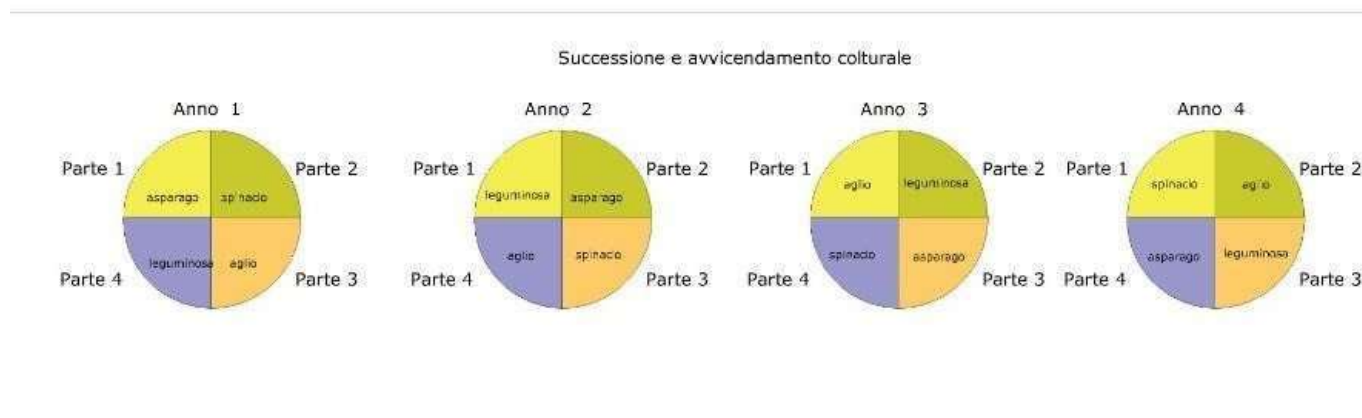 Successione e avvicendamento colturale
Anno 1
Anno 2
Anno 3
Anno 4
Parte 1
Parte 2
Parte 1
Parte 2
Parte 1
Parte 2
Parte 1
Parte 2
asparago
spinacio
leguminosa
asparago
aglio
leguminosa
spinacio
aglio
leguminosa
aglio
aglio
spinacio
spinacio
asparago
asparago
leguminosa
Parte 4
Parte 3
Parte 4
Parte 3
Parte 4
Parte 3
Parte 4
Parte 3